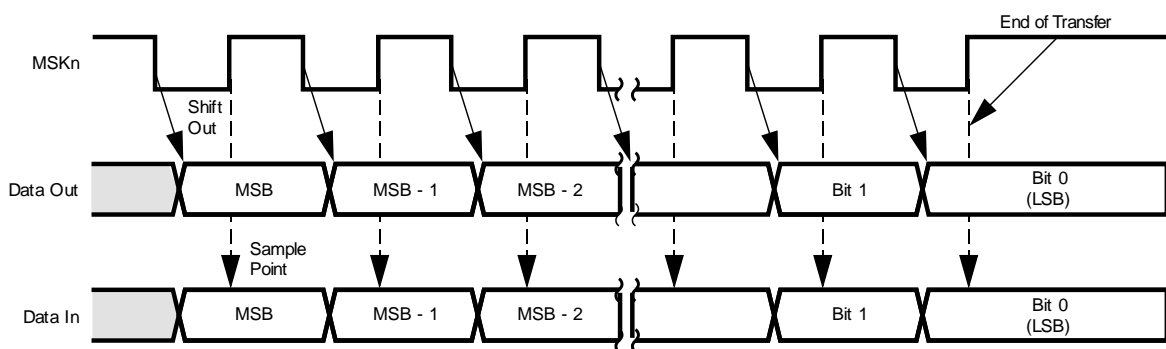 End of Transfer
MSKn
Shift
Out
Data Out
MSB
MSB - 1
MSB - 2
Bit 1
Bit 0
(LSB)
Sample
Point
Data In
MSB
MSB - 1
MSB - 2
Bit 1
Bit 0
(LSB)